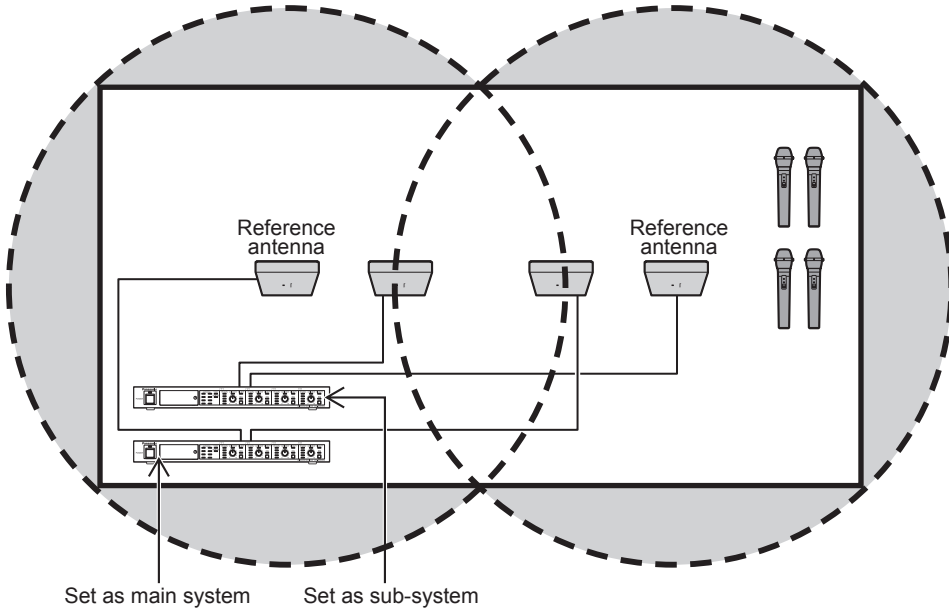 Reference
antenna
Reference
antenna
Set as main system
Set as sub-system